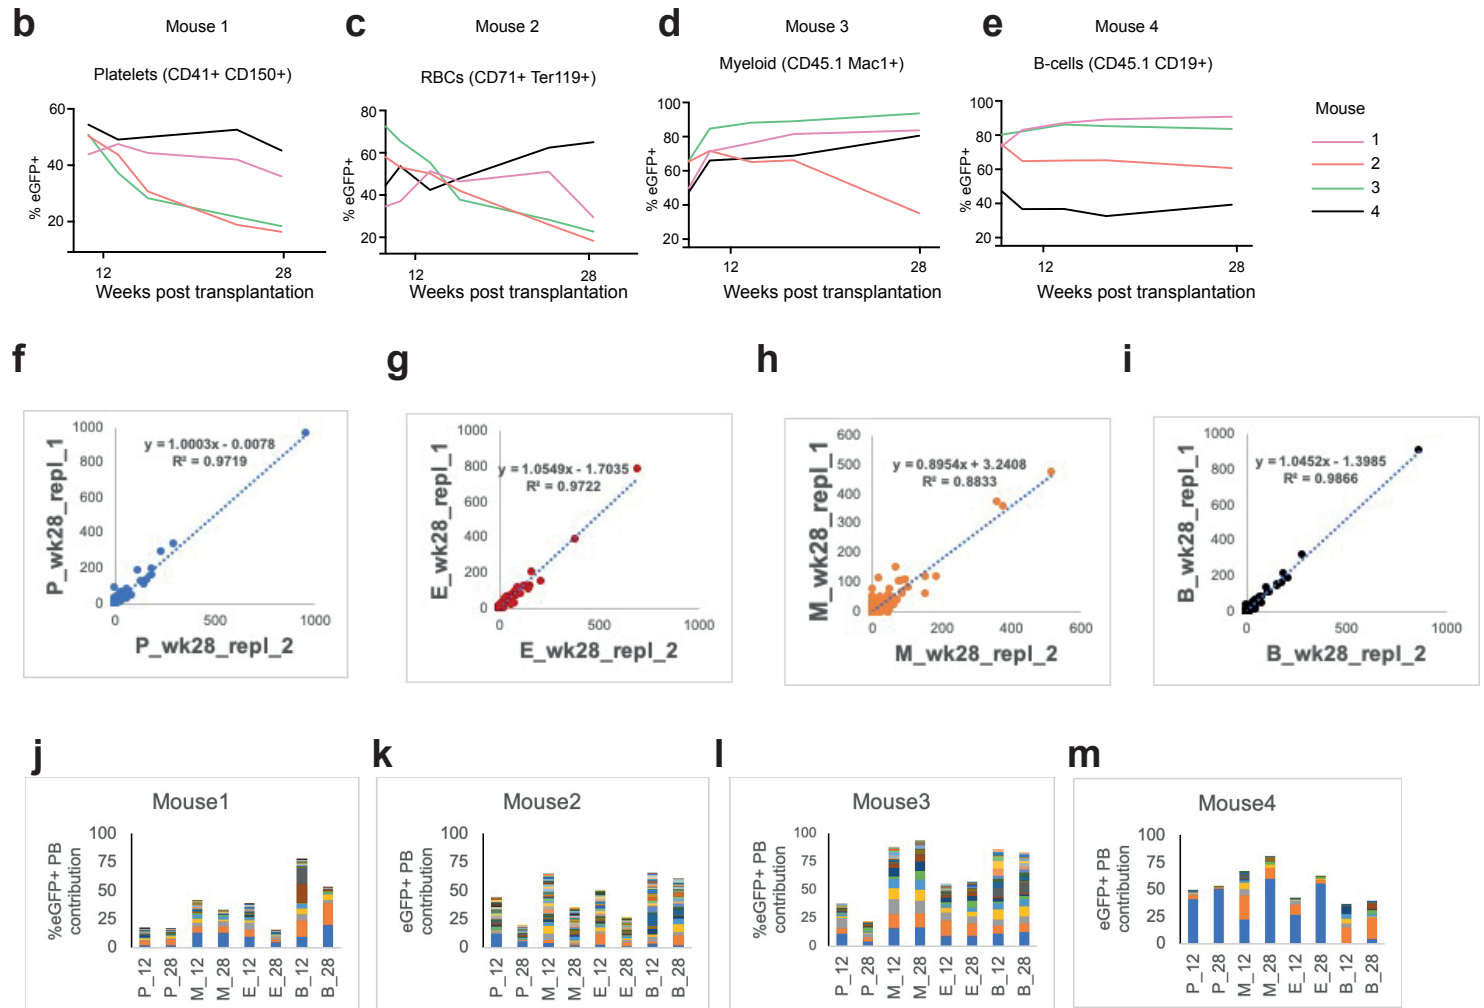 b
Mouse 1
Platelets (CD41+ CD150+)
60
40
20
% eGFP+
12
28
Weeks post transplantation
c
Mouse 2
RBCs (CD71+ Ter119+)
80
60
40
20
% eGFP+
12
28
Weeks post transplantation
d
Mouse 3
Myeloid (CD45.1 Mac1+)
100
80
60
40
20
% eGFP+
12
28
Weeks post transplantation
e
Mouse 4
B-cells (CD45.1 CD19+)
100
80
60
40
20
% eGFP+
12
28
Weeks post transplantation
Mouse
1
2
3
4
f
P_wk28_repl_1
1000
800
600
400
200
0
y = 1.0003x - 0.0078
R² = 0.9719
0
500
1000
P_wk28_repl_2
g
E_wk28_repl_1
1000
800
600
400
200
0
y = 1.0549x - 1.7035
R² = 0.9722
0
500
1000
E_wk28_repl_2
h
M_wk28_repl_1
600
500
400
300
200
100
0
y = 0.8954x + 3.2408
R² = 0.8833
0
200
400
600
M_wk28_repl_2
i
B_wk28_repl_1
1000
800
600
400
200
0
y = 1.0452x - 1.3985
R² = 0.9866
0
500
1000
B_wk28_repl_2
j
Mouse1
%eGFP+ PB
contribution
100
75
50
25
0
P_12
P_28
M_12
M_28
E_12
E_28
B_12
B_28
k
Mouse2
eGFP+ PB
contribution
100
75
50
25
0
P_12
P_28
M_12
M_28
E_12
E_28
B_12
B_28
l
Mouse3
%eGFP+ PB
contribution
100
75
50
25
0
P_12
P_28
M_12
M_28
E_12
E_28
B_12
B_28
m
Mouse4
eGFP+ PB
contribution
100
75
50
25
0
P_12
P_28
M_12
M_28
E_12
E_28
B_12
B_28